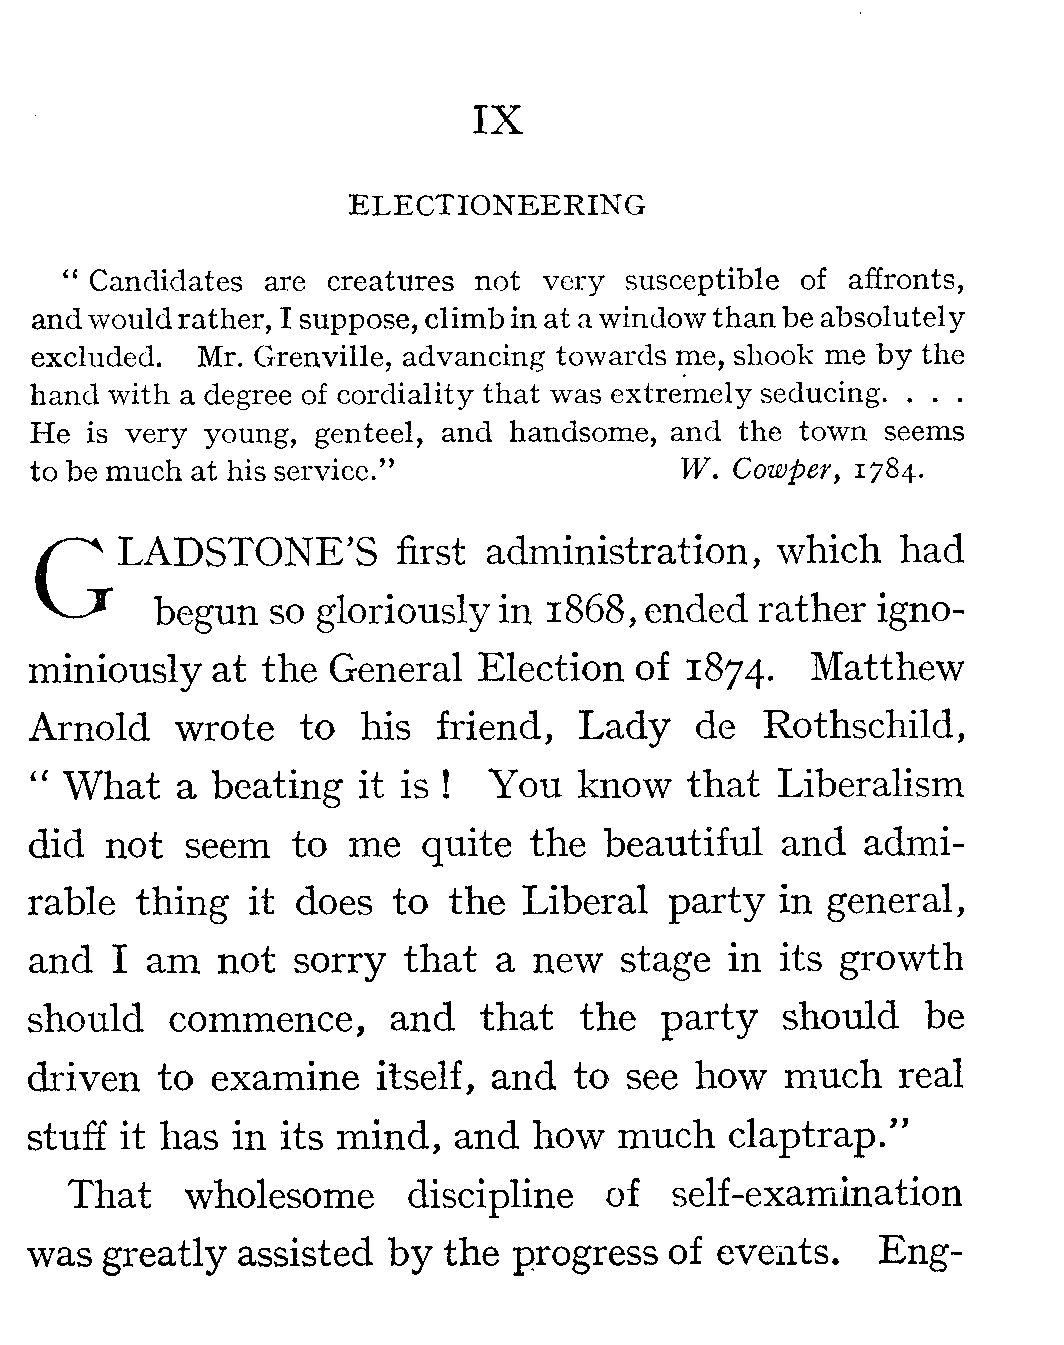 IX
ELECTIONEERING
“ Candidates are creatures not very susceptible of affronts,
and would rather, I suppose, climb in at a window than be absolutely
excluded. Mr. Grenville, advancing towards me, shook me by the
hand with a degree of cordiality that was extremely seducing. . . .
He is very young, genteel, and handsome, and the town seems
to be much at his service.” W. Cowper, 1784.
GLADSTONE'S first administration, which had
begun so gloriously in 1868, ended rather igno-
miniously at the General Election of 1874. Matthew
Arnold wrote to his friend, Lady de Rothschild,
“ What a beating it is ! You know that Liberalism
did not seem to me quite the beautiful and admi-
rable thing it does to the Liberal party in general,
and I am not sorry that a new stage in its growth
should commence, and that the party should be
driven to examine itself, and to see how much real
stuff it has in its mind, and how much claptrap.”
That wholesome discipline of self-examination
was greatly assisted by the progress of events. Eng-